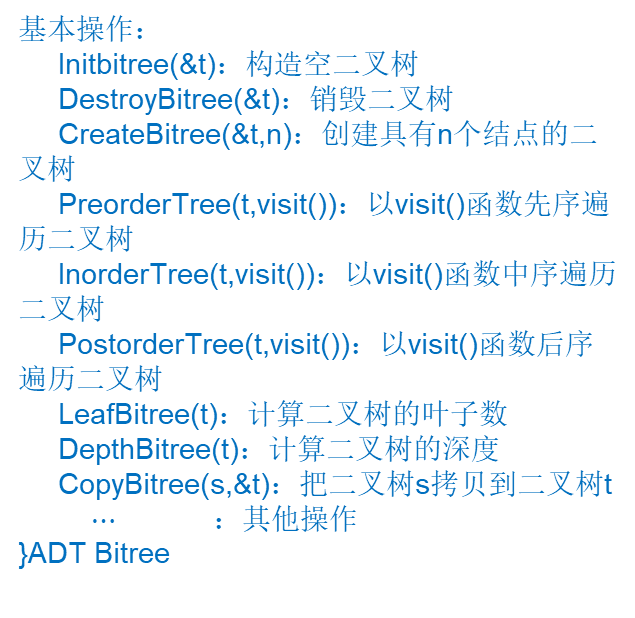 基本操作：
Initbitree(&t)：构造空二叉树
DestroyBitree(&t)：销毁二叉树
CreateBitree(&t,n)：创建具有n个结点的二
叉树
PreorderTree(t,visit())：以visit()函数先序遍
历二叉树
InorderTree(t,visit())：以visit()函数中序遍历
二叉树
PostorderTree(t,visit())：以visit()函数后序
遍历二叉树
LeafBitree(t)：计算二叉树的叶子数
DepthBitree(t)：计算二叉树的深度
CopyBitree(s,&t)：把二叉树s拷贝到二叉树t
… ：其他操作
}ADT Bitree